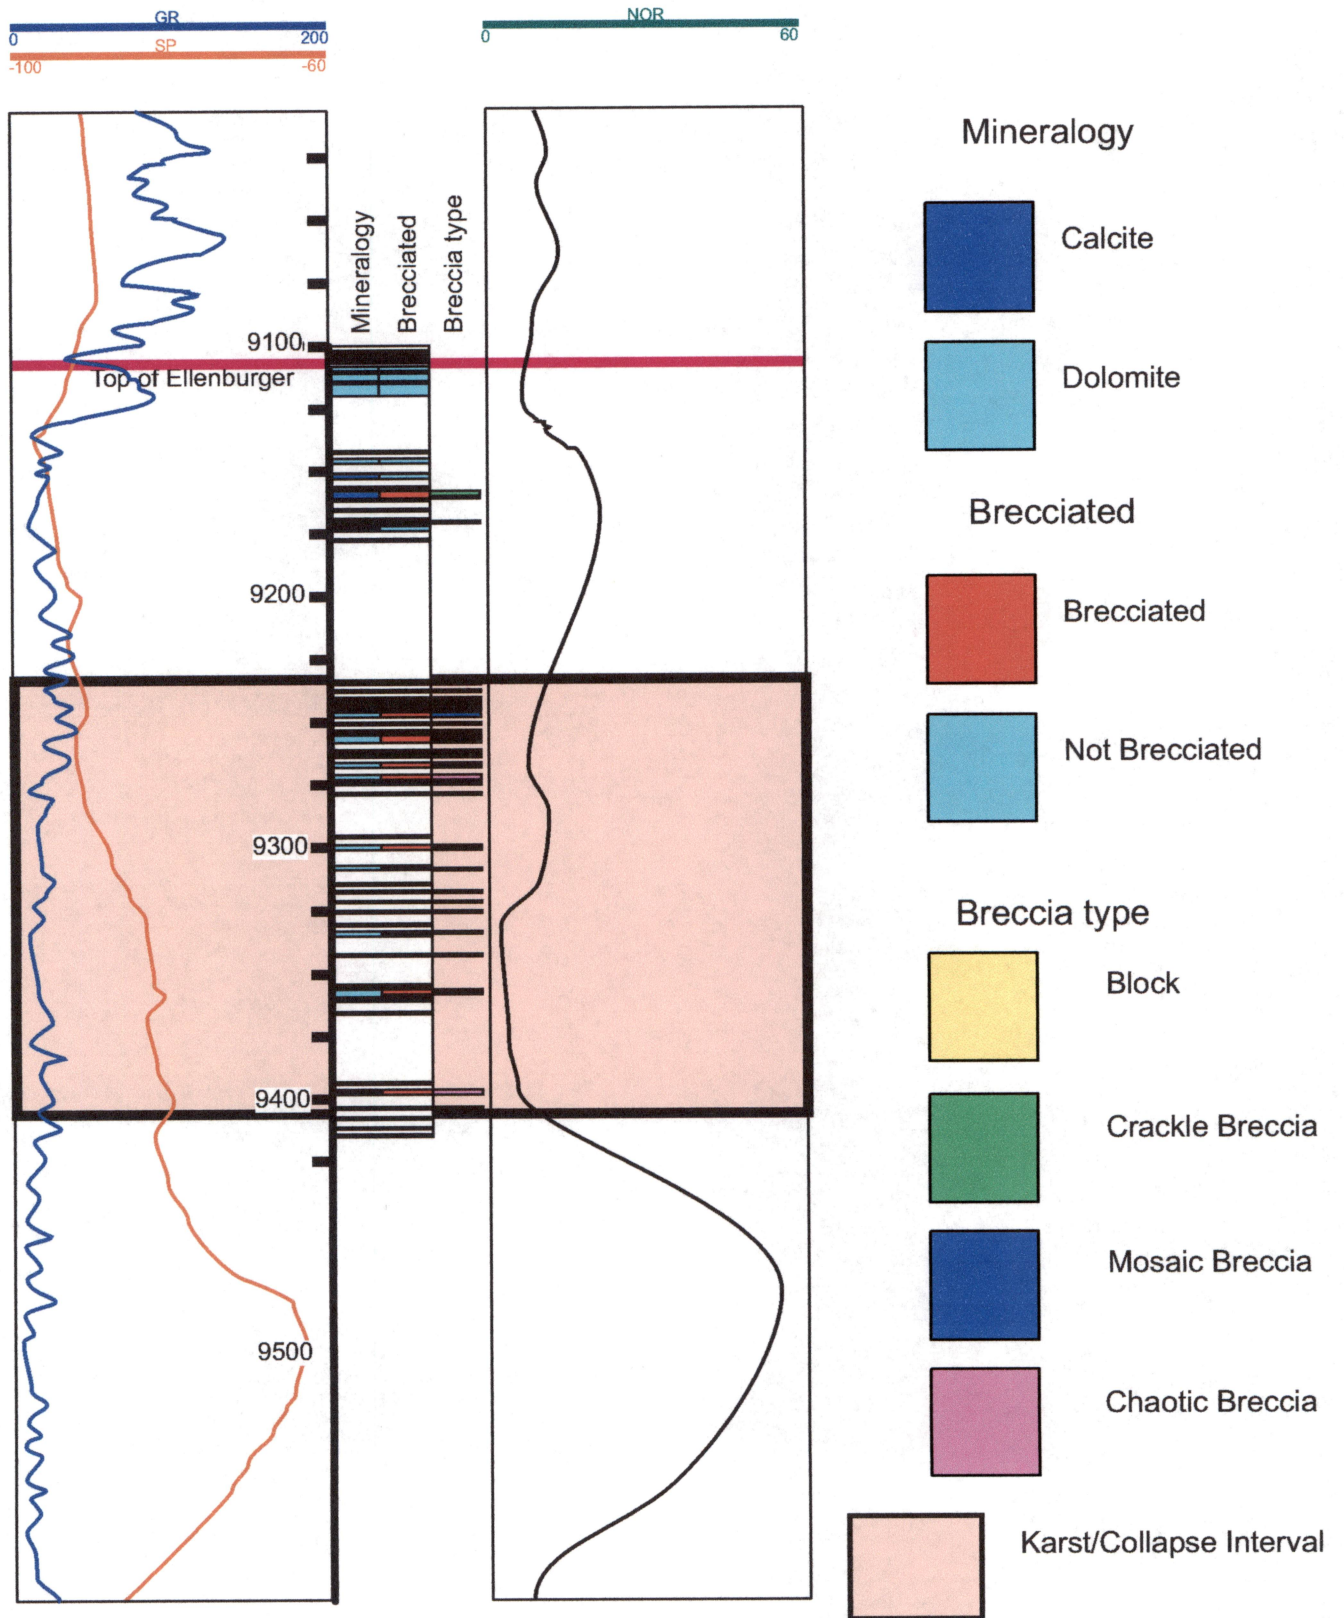 GR
0 200
SP
-100 -60
NOR
0 60
Mineralogy
Brecciated
Breccia type
9100
Top of Ellenburger
9200
9300
9400
9500
Mineralogy
Calcite
Dolomite
Brecciated
Brecciated
Not Brecciated
Breccia type
Block
Crackle Breccia
Mosaic Breccia
Chaotic Breccia
Karst/Collapse Interval